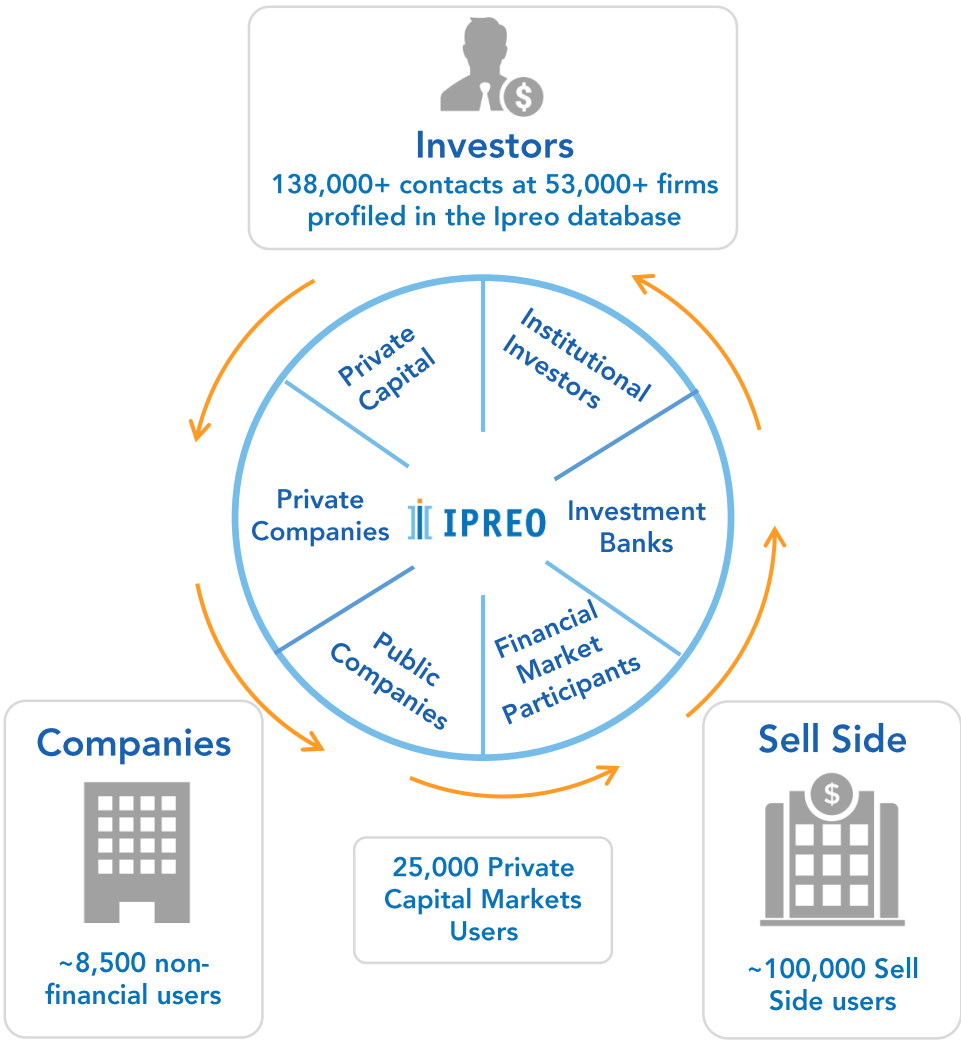 $
Investors
138,000+ contacts at 53,000+ firms
profiled in the Ipreo database
Private
Capital
Institutional
Investors
Private
Companies
IPREO
Investment
Banks
Public
Companies
Financial
Market
Participants
Companies
~8,500 non-
financial users
25,000 Private
Capital Markets
Users
Sell Side
$
~100,000 Sell
Side users